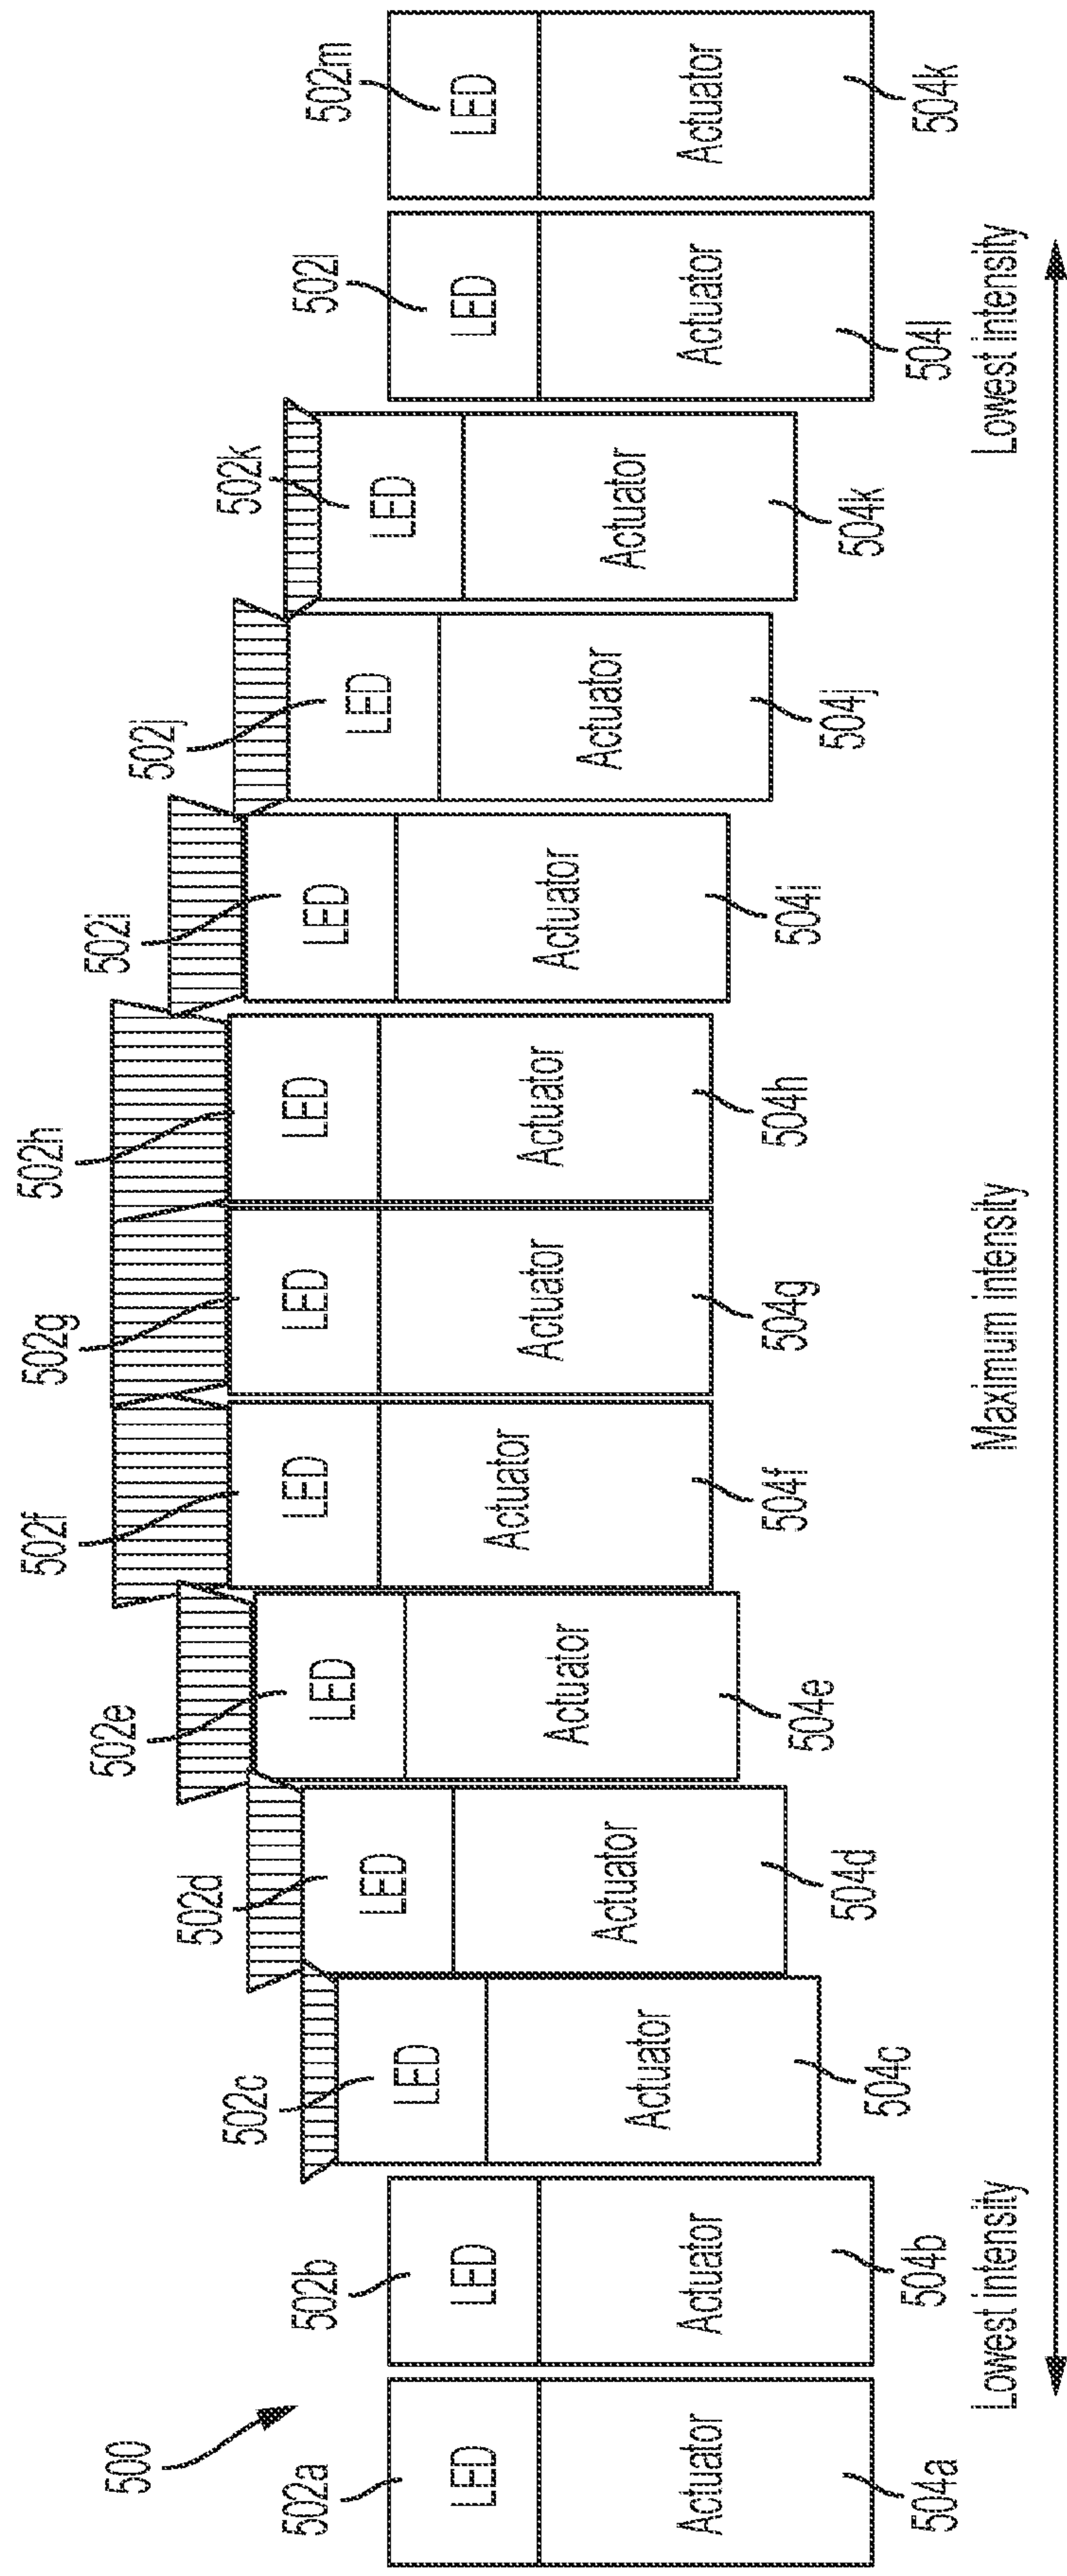 500
502a
502b
502c
502d
502e
502f
502g
502h
502i
502j
502k
502l
502m
LED
LED
LED
LED
LED
LED
LED
LED
LED
LED
LED
LED
LED
Actuator
Actuator
Actuator
Actuator
Actuator
Actuator
Actuator
Actuator
Actuator
Actuator
Actuator
Actuator
Actuator
504a
504b
504c
504d
504e
504f
504g
504h
504i
504j
504k
504l
504k
Lowest intensity
Maximum intensity
Lowest intensity